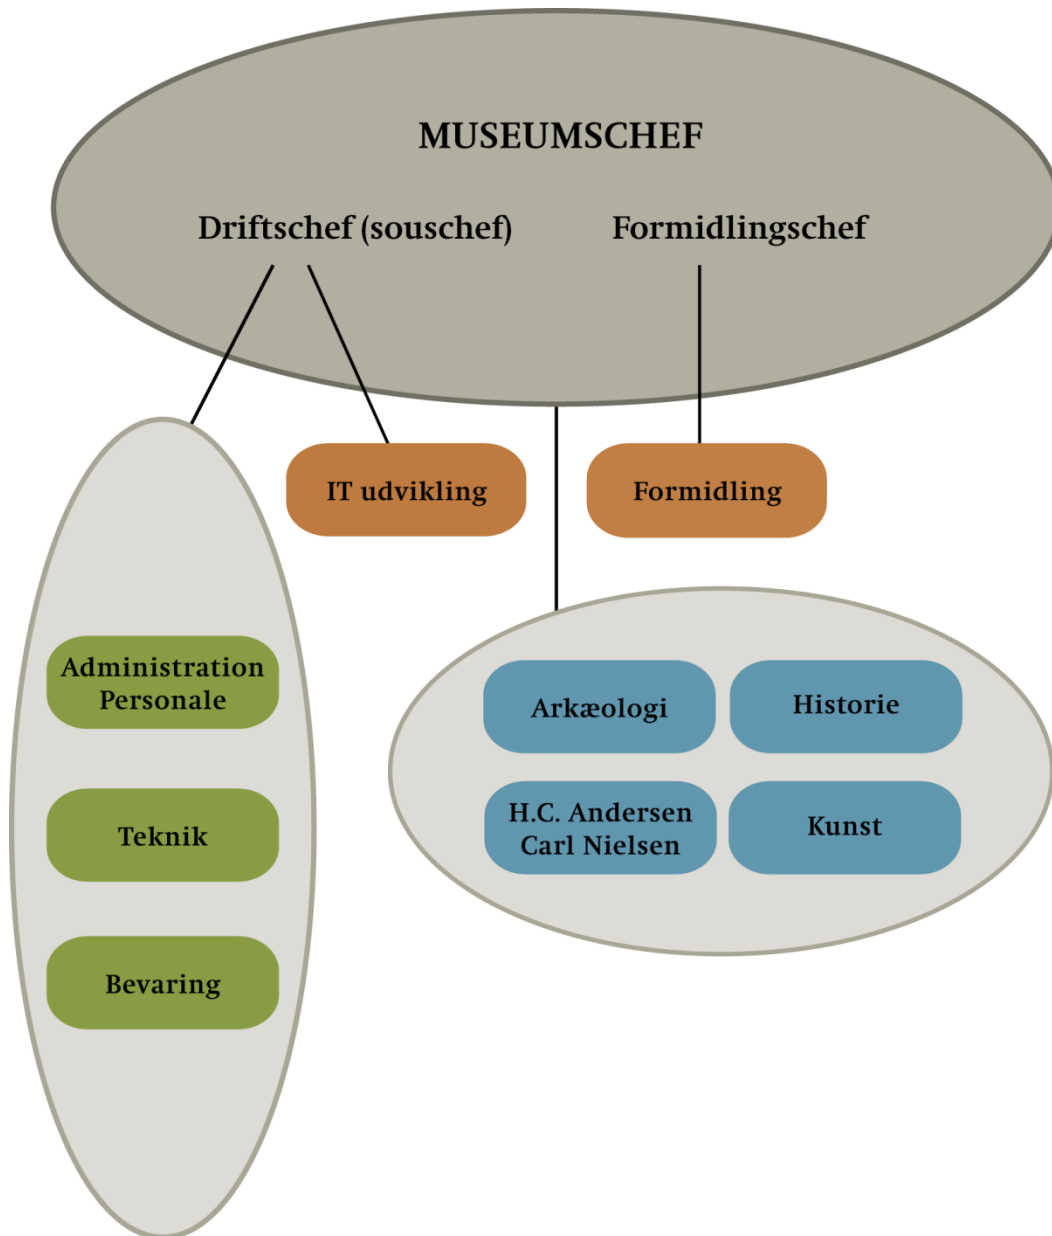 MUSEUMSCHEF
Driftschef (souschef)
Formidlingschef
IT udvikling
Formidling
Administration
Personale
Teknik
Bevaring
Arkæologi
Historie
H.C. Andersen
Carl Nielsen
Kunst